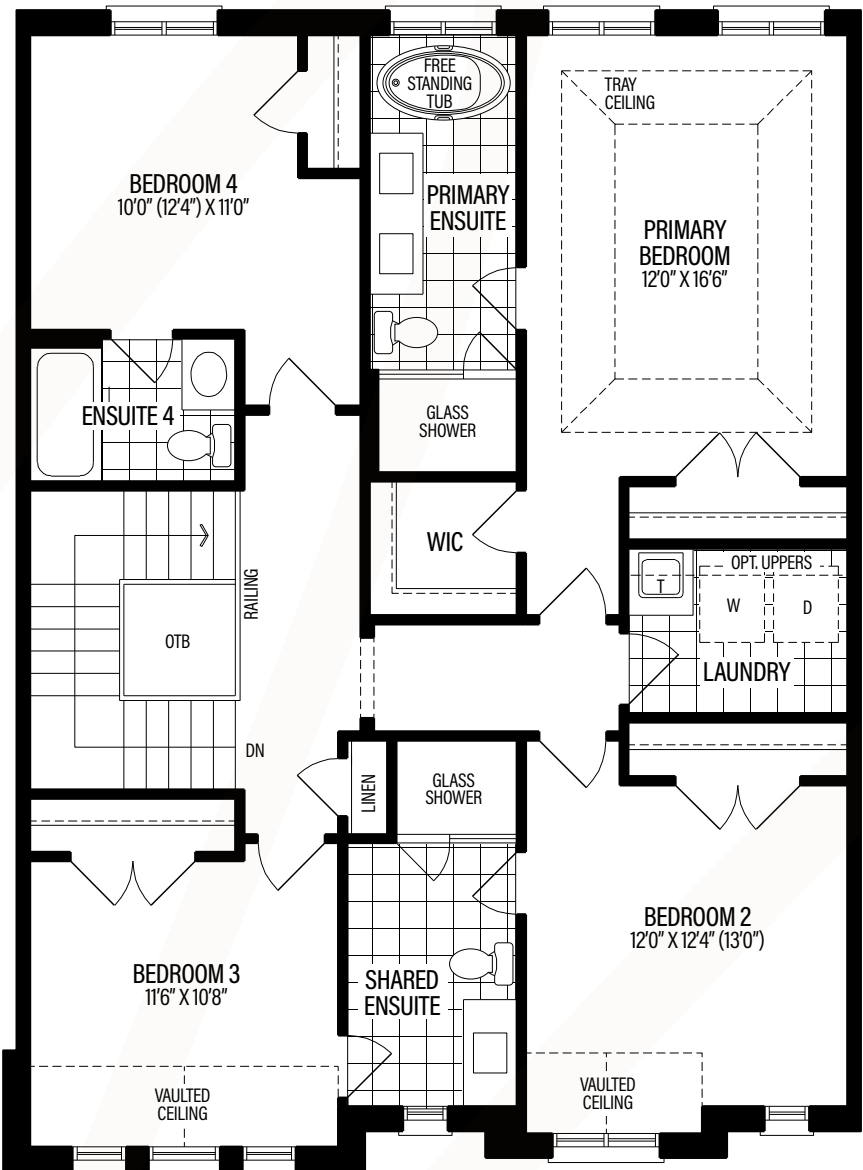 FREE
STANDING
TUB
TRAY
CEILING
BEDROOM 4
10'0" (12'4") X 11'0"
PRIMARY
ENSUITE
PRIMARY
BEDROOM
12'0" X 16'6"
ENSUITE 4
GLASS
SHOWER
WIC
RAILING
OTB
OPT. UPPERS
T
W
D
LAUNDRY
DN
LINEN
GLASS
SHOWER
BEDROOM 2
12'0" X 12'4" (13'0")
BEDROOM 3
11'6" X 10'8"
SHARED
ENSUITE
VAULTED
CEILING
VAULTED
CEILING